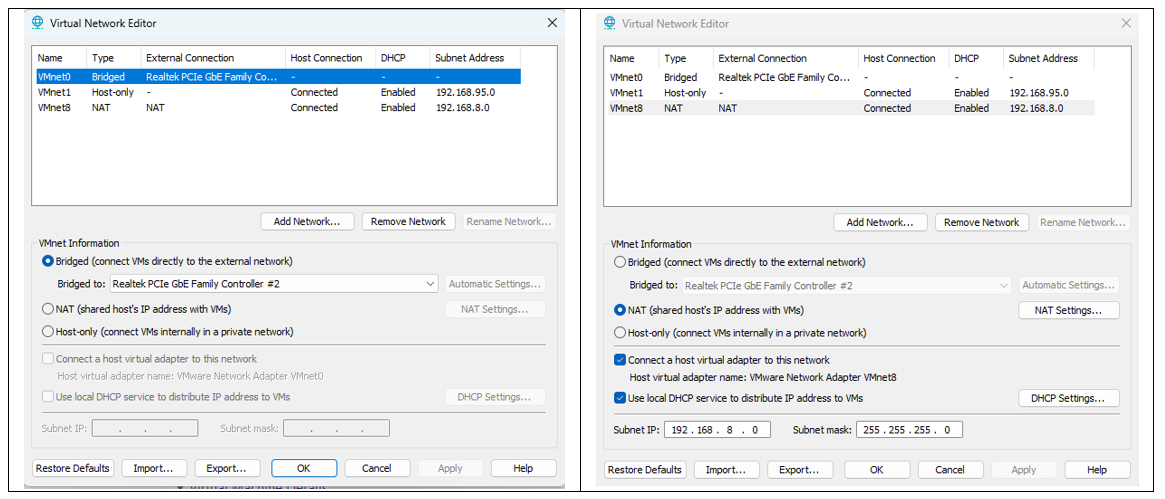 Virtual Network Editor
Name Type External Connection Host Connection DHCP Subnet Address
VMnet0 Bridged Realtek PCIe GbE Family Co... - - -
VMnet1 Host-only - Connected Enabled 192.168.95.0
VMnet8 NAT NAT Connected Enabled 192.168.8.0
Add Network... Remove Network Rename Network...
VMnet Information
Bridged (connect VMs directly to the external network)
Bridged to: Realtek PCIe GbE Family Controller #2 Automatic Settings...
NAT (shared host's IP address with VMs) NAT Settings...
Host-only (connect VMs internally in a private network)
Connect a host virtual adapter to this network
Host virtual adapter name: VMware Network Adapter VMnet0
Use local DHCP service to distribute IP address to VMs DHCP Settings...
Subnet IP: . . . Subnet mask: . . .
Restore Defaults Import... Export... OK Cancel Apply Help
Virtual Network Editor
Name Type External Connection Host Connection DHCP Subnet Address
VMnet0 Bridged Realtek PCIe GbE Family Co... - - -
VMnet1 Host-only - Connected Enabled 192.168.95.0
VMnet8 NAT NAT Connected Enabled 192.168.8.0
Add Network... Remove Network Rename Network...
VMnet Information
Bridged (connect VMs directly to the external network)
Bridged to: Realtek PCIe GbE Family Controller #2 Automatic Settings...
NAT (shared host's IP address with VMs) NAT Settings...
Host-only (connect VMs internally in a private network)
Connect a host virtual adapter to this network
Host virtual adapter name: VMware Network Adapter VMnet8
Use local DHCP service to distribute IP address to VMs DHCP Settings...
Subnet IP: 192 . 168 . 8 . 0 Subnet mask: 255 . 255 . 255 . 0
Restore Defaults Import... Export... OK Cancel Apply Help